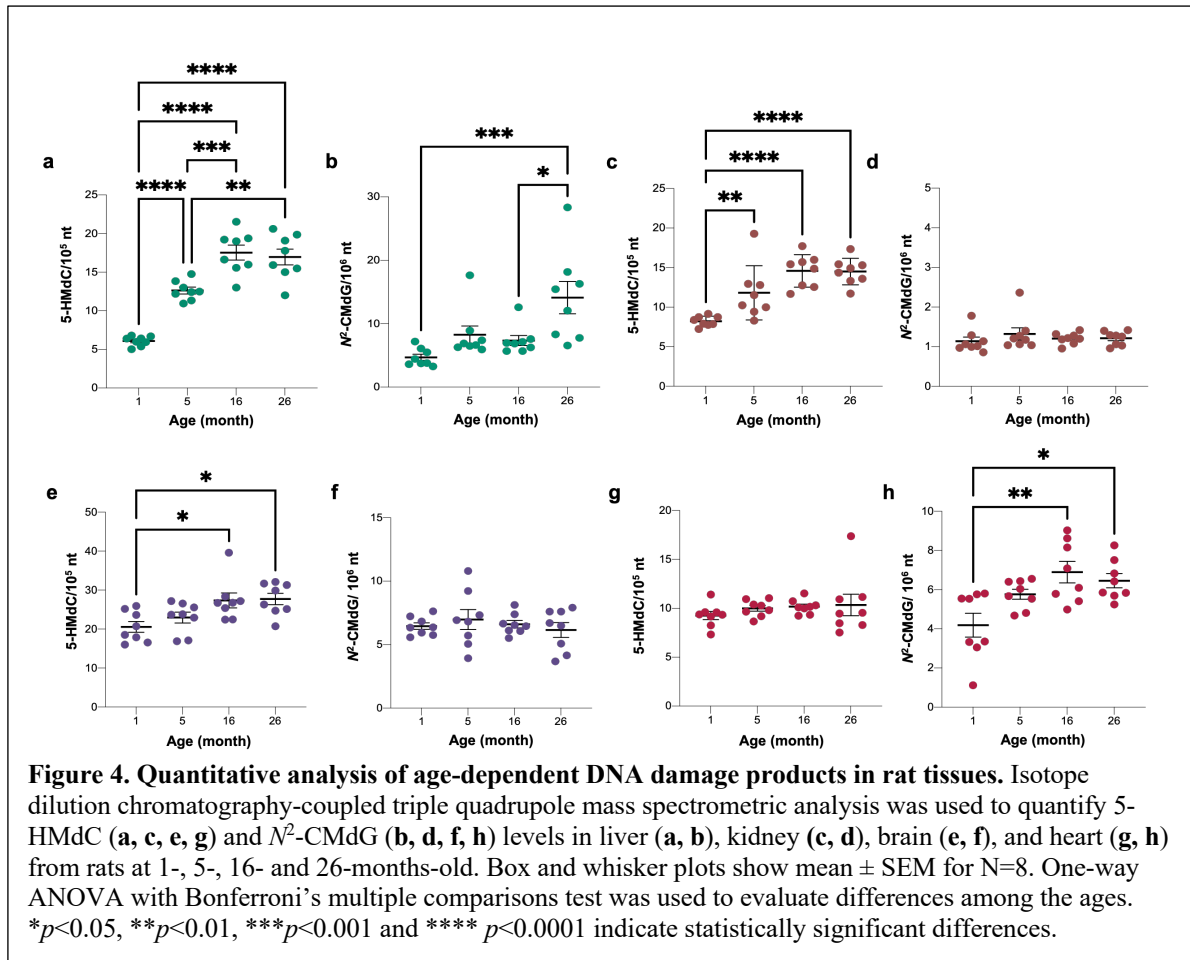 a
****
****
***
****
**
5-HMdC/10⁵ nt
25
20
15
10
5
0
1
5
16
26
Age (month)
b
***
*
N²-CMdG/10⁶ nt
30
20
10
0
1
5
16
26
Age (month)
c
****
****
**
5-HMdC/10⁵ nt
25
20
15
10
5
0
1
5
16
26
Age (month)
d
N²-CMdG/10⁶ nt
5
4
3
2
1
0
1
5
16
26
Age (month)
e
*
*
5-HMdC/10⁵ nt
50
40
30
20
10
0
1
5
16
26
Age (month)
f
N²-CMdG/ 10⁶ nt
15
10
5
0
1
5
16
26
Age (month)
g
5-HMdC/10⁵ nt
20
15
10
5
0
1
5
16
26
Age (month)
h
*
**
N²-CMdG/10⁶ nt
10
8
6
4
2
0
1
5
16
26
Age (month)
Figure 4. Quantitative analysis of age-dependent DNA damage products in rat tissues. Isotope
dilution chromatography-coupled triple quadrupole mass spectrometric analysis was used to quantify 5-
HMdC (a, c, e, g) and N²-CMdG (b, d, f, h) levels in liver (a, b), kidney (c, d), brain (e, f), and heart (g, h)
from rats at 1-, 5-, 16- and 26-months-old. Box and whisker plots show mean ± SEM for N=8. One-way
ANOVA with Bonferroni’s multiple comparisons test was used to evaluate differences among the ages.
*p<0.05, **p<0.01, ***p<0.001 and **** p<0.0001 indicate statistically significant differences.